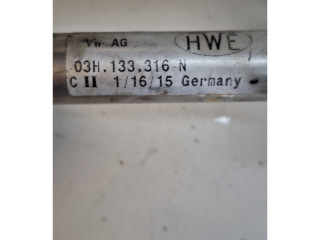 VW AG HWE
03H.133.316 N
C II 1/16/15 Germany